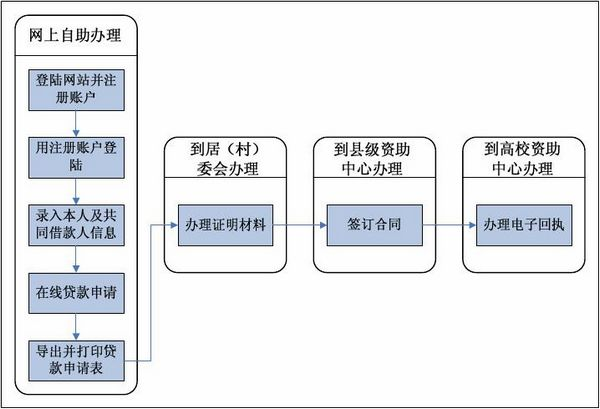 网上自助办理
登陆网站并注
册账户
用注册账户登
陆
录入本人及共
同借款人信息
在线贷款申请
导出并打印贷
款申请表
到居（村）
委会办理
办理证明材料
到县级资助
中心办理
签订合同
到高校资助
中心办理
办理电子回执